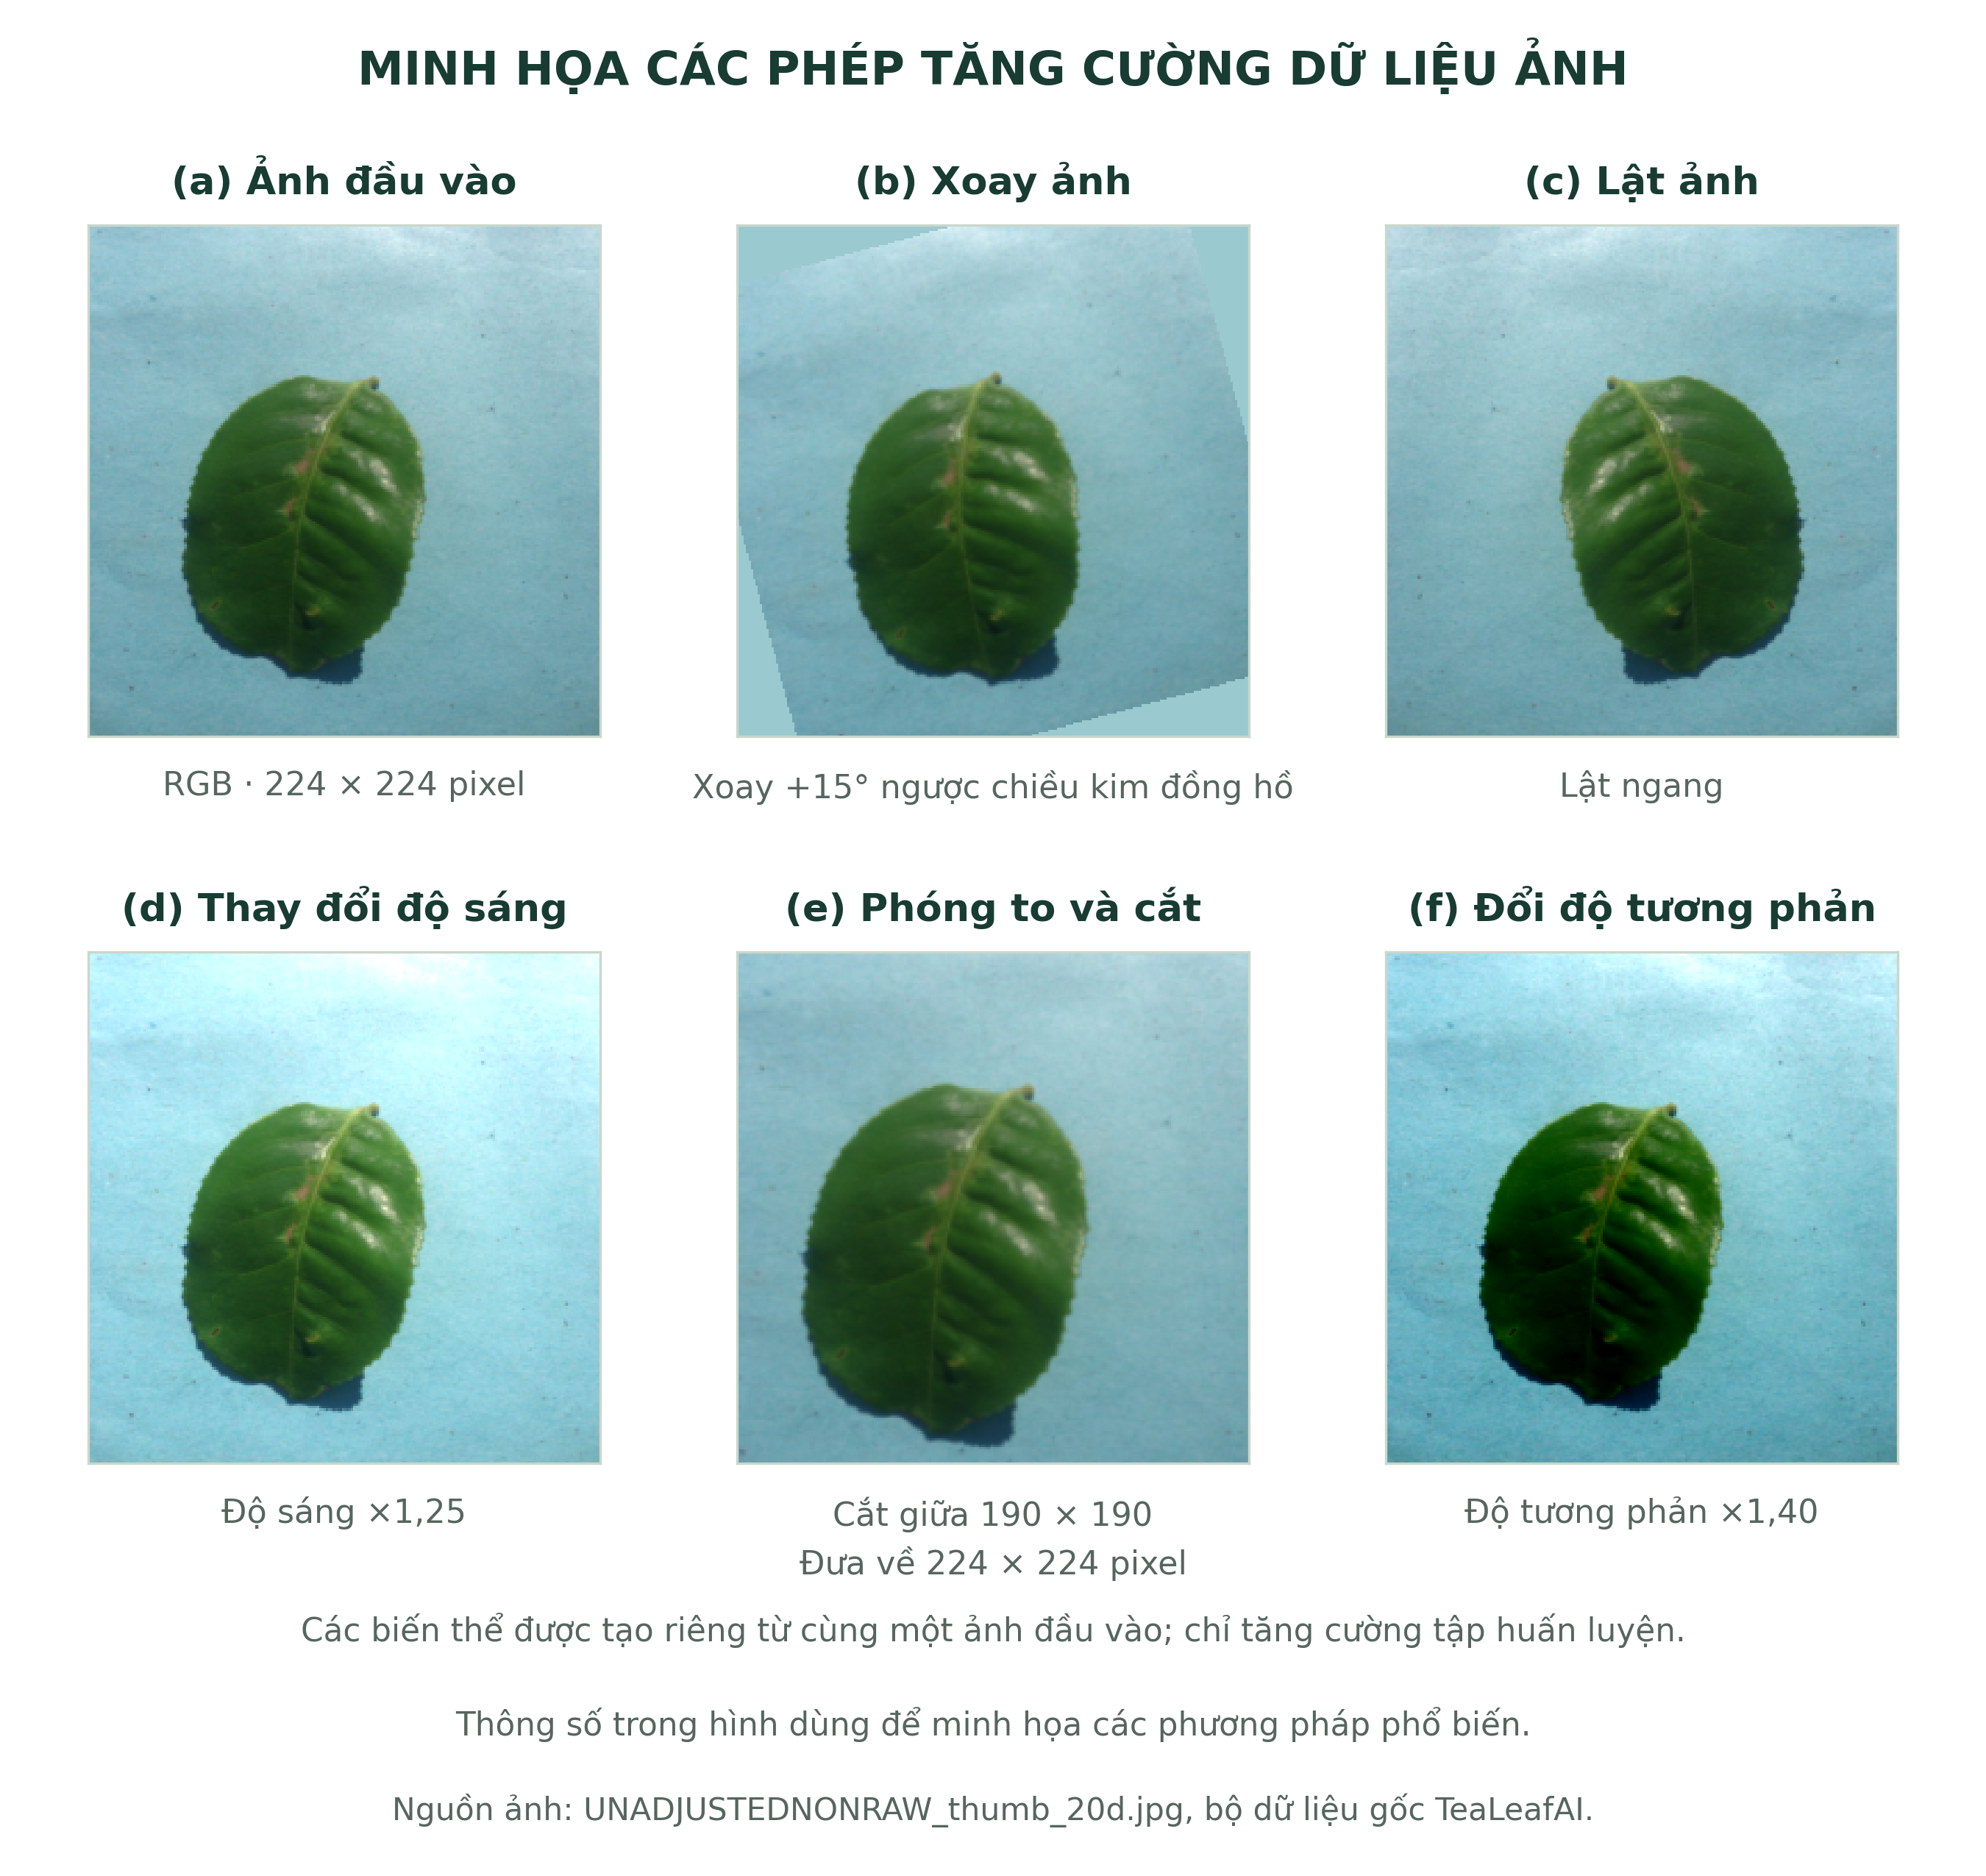 MINH HỌA CÁC PHÉP TĂNG CƯỜNG DỮ LIỆU ẢNH
(a) Ảnh đầu vào
(b) Xoay ảnh
(c) Lật ảnh
RGB · 224 × 224 pixel
Xoay +15° ngược chiều kim đồng hồ
Lật ngang
(d) Thay đổi độ sáng
(e) Phóng to và cắt
(f) Đổi độ tương phản
Độ sáng ×1,25
Cắt giữa 190 × 190
Đưa về 224 × 224 pixel
Độ tương phản ×1,40
Các biến thể được tạo riêng từ cùng một ảnh đầu vào; chỉ tăng cường tập huấn luyện.
Thông số trong hình dùng để minh họa các phương pháp phổ biến.
Nguồn ảnh: UNADJUSTEDNONRAW_thumb_20d.jpg, bộ dữ liệu gốc TeaLeafAI.